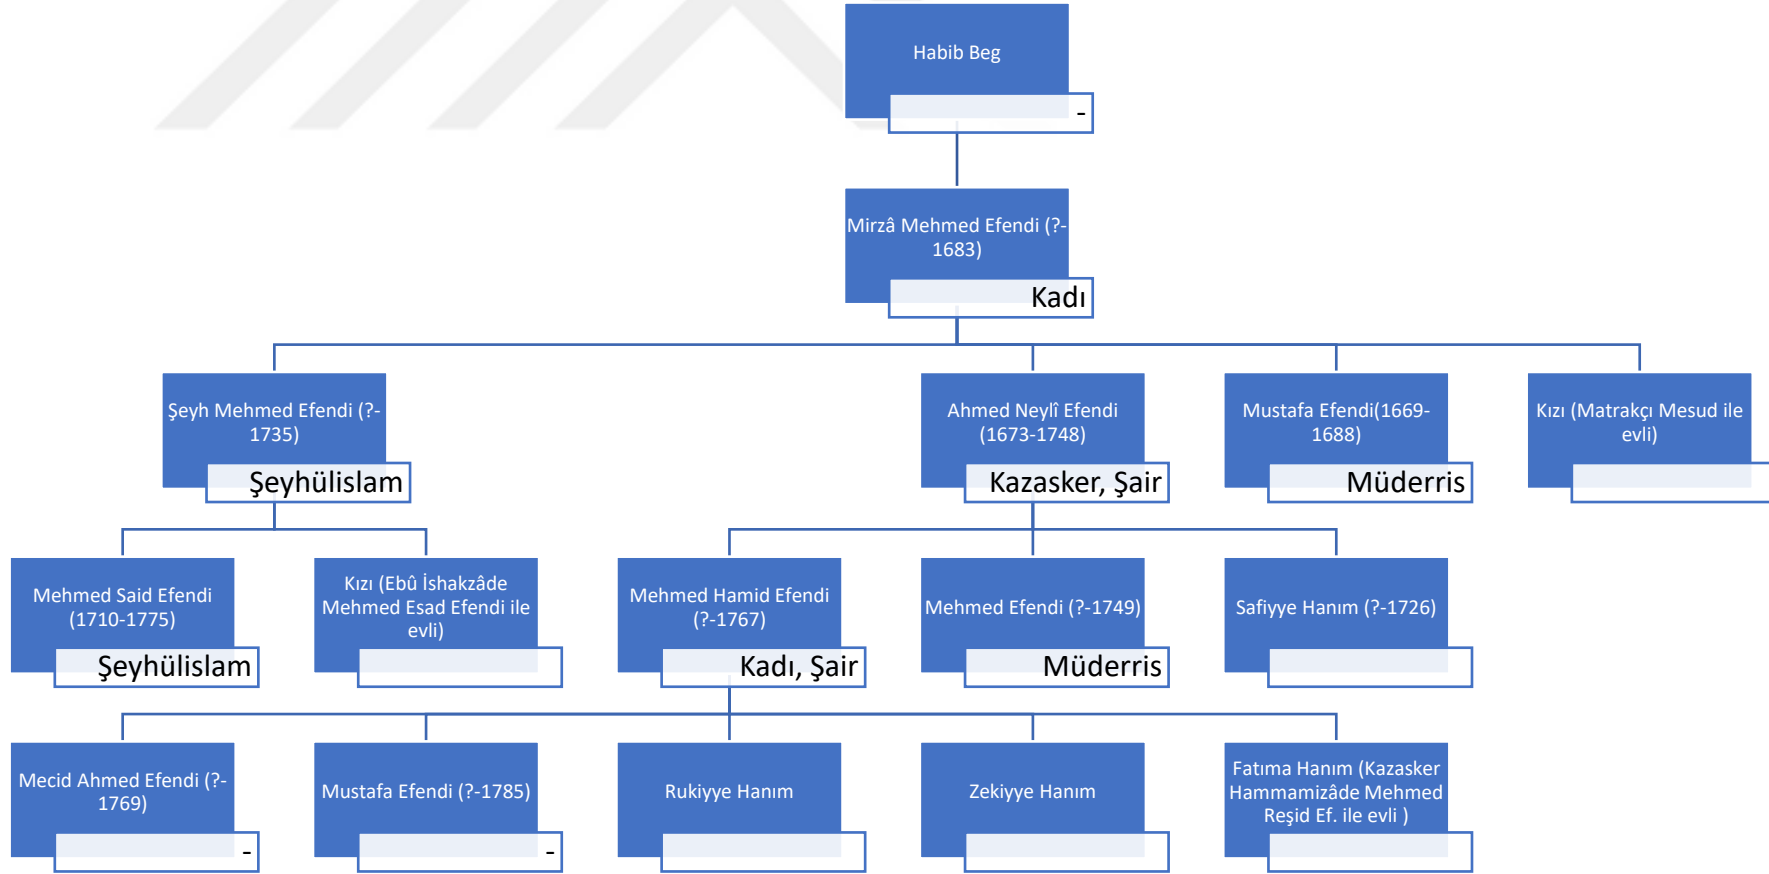 Habib Beg
-
Mirzâ Mehmed Efendi (?-
1683)
Kadı
Şeyh Mehmed Efendi (?-
1735)
Şeyhülislam
Ahmed Neylî Efendi
(1673-1748)
Kazasker, Şair
Mustafa Efendi(1669-
1688)
Müderris
Kızı (Matrakçı Mesud ile
evli)
Mehmed Said Efendi
(1710-1775)
Şeyhülislam
Kızı (Ebû İshakzâde
Mehmed Esad Efendi ile
evli)
Mehmed Hamid Efendi
(?-1767)
Kadı, Şair
Mehmed Efendi (?-1749)
Müderris
Safiyye Hanım (?-1726)
Mecid Ahmed Efendi (?-
1769)
-
Mustafa Efendi (?-1785)
-
Rukiyye Hanım
Zekiyye Hanım
Fatıma Hanım (Kazasker
Hammamizâde Mehmed
Reşid Ef. ile evli )